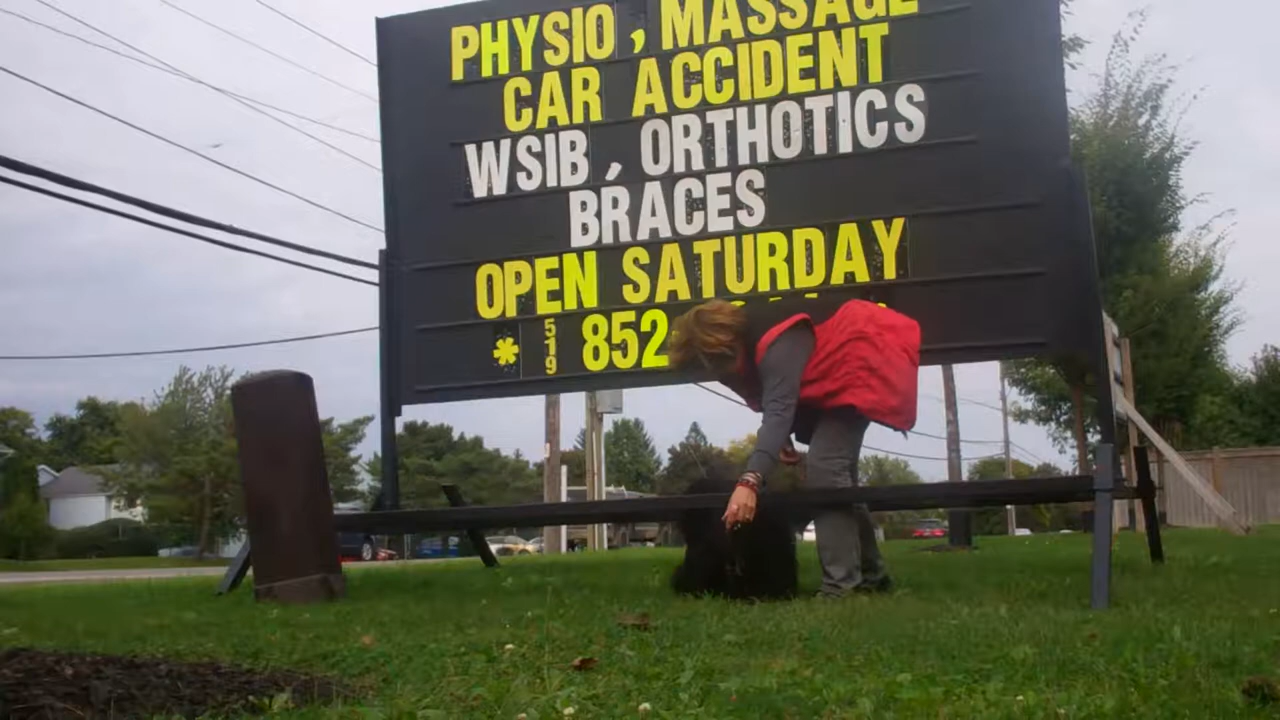 PHYSIO, MASSAGE
CAR ACCIDENT
WSIB, ORTHOTICS
BRACES
OPEN SATURDAY
* 519 852